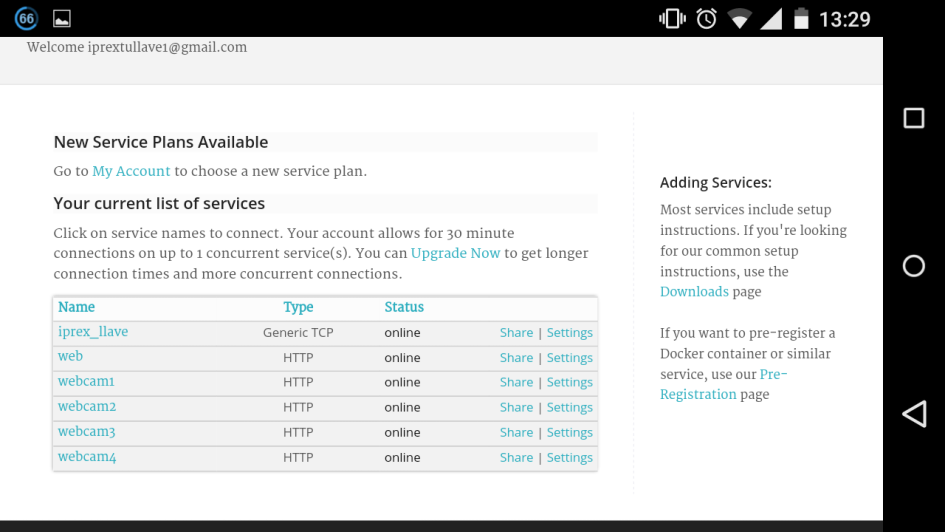 66
13:29
Welcome iprextullave1@gmail.com
New Service Plans Available
Go to My Account to choose a new service plan.
Your current list of services
Click on service names to connect. Your account allows for 30 minute
connections on up to 1 concurrent service(s). You can Upgrade Now to get longer
connection times and more concurrent connections.
Name Type Status
iprex_llave Generic TCP online Share | Settings
web HTTP online Share | Settings
webcam1 HTTP online Share | Settings
webcam2 HTTP online Share | Settings
webcam3 HTTP online Share | Settings
webcam4 HTTP online Share | Settings
Adding Services:
Most services include setup
instructions. If you're looking
for our common setup
instructions, use the
Downloads page
If you want to pre-register a
Docker container or similar
service, use our Pre-
Registration page